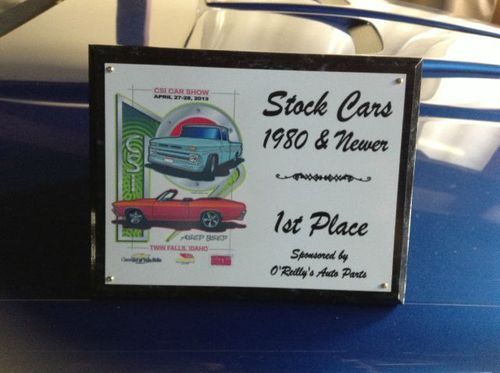 CSI CAR SHOW
APRIL 27-28, 2013
CSI
TWIN FALLS, IDAHO
Stock Cars
1980 & Newer
1st Place
Sponsored by
O'Reilly's Auto Parts